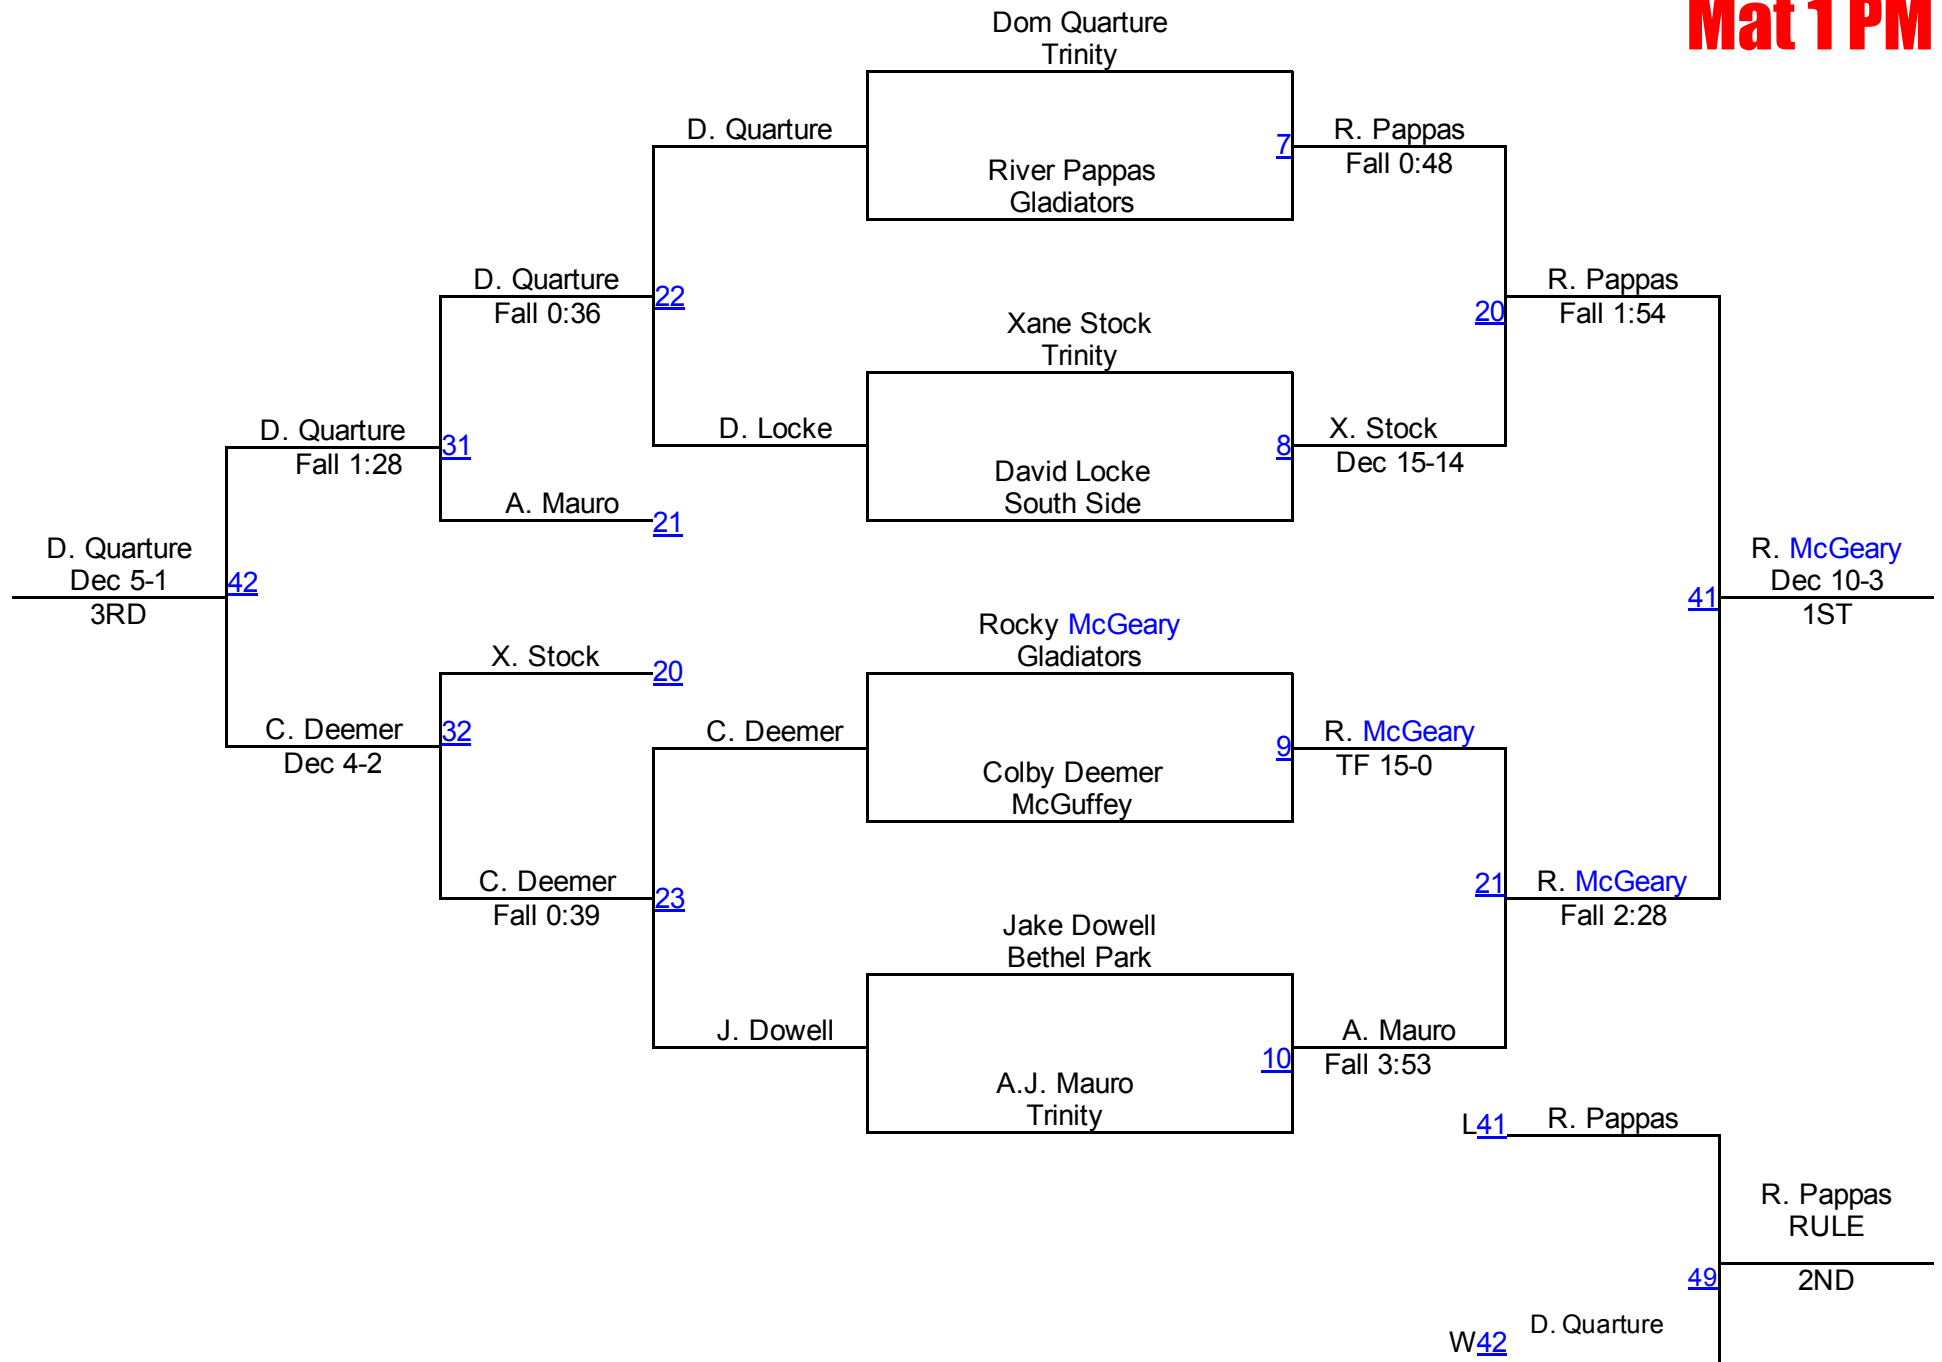 Mat 1 PM
Dom Quarture
Trinity
D. Quarture
7
R. Pappas
Fall 0:48
River Pappas
Gladiators
D. Quarture
Fall 0:36
22
R. Pappas
Fall 1:54
20
Xane Stock
Trinity
D. Quarture
Fall 1:28
31
D. Locke
8
X. Stock
Dec 15-14
David Locke
South Side
A. Mauro
21
D. Quarture
Dec 5-1
3RD
42
R. McGeary
Dec 10-3
1ST
41
Rocky McGeary
Gladiators
X. Stock
20
C. Deemer
Dec 4-2
32
C. Deemer
9
R. McGeary
TF 15-0
Colby Deemer
McGuffey
C. Deemer
Fall 0:39
23
21
R. McGeary
Fall 2:28
Jake Dowell
Bethel Park
J. Dowell
10
A. Mauro
Fall 3:53
A.J. Mauro
Trinity
L41
R. Pappas
R. Pappas
RULE
2ND
49
W42
D. Quarture